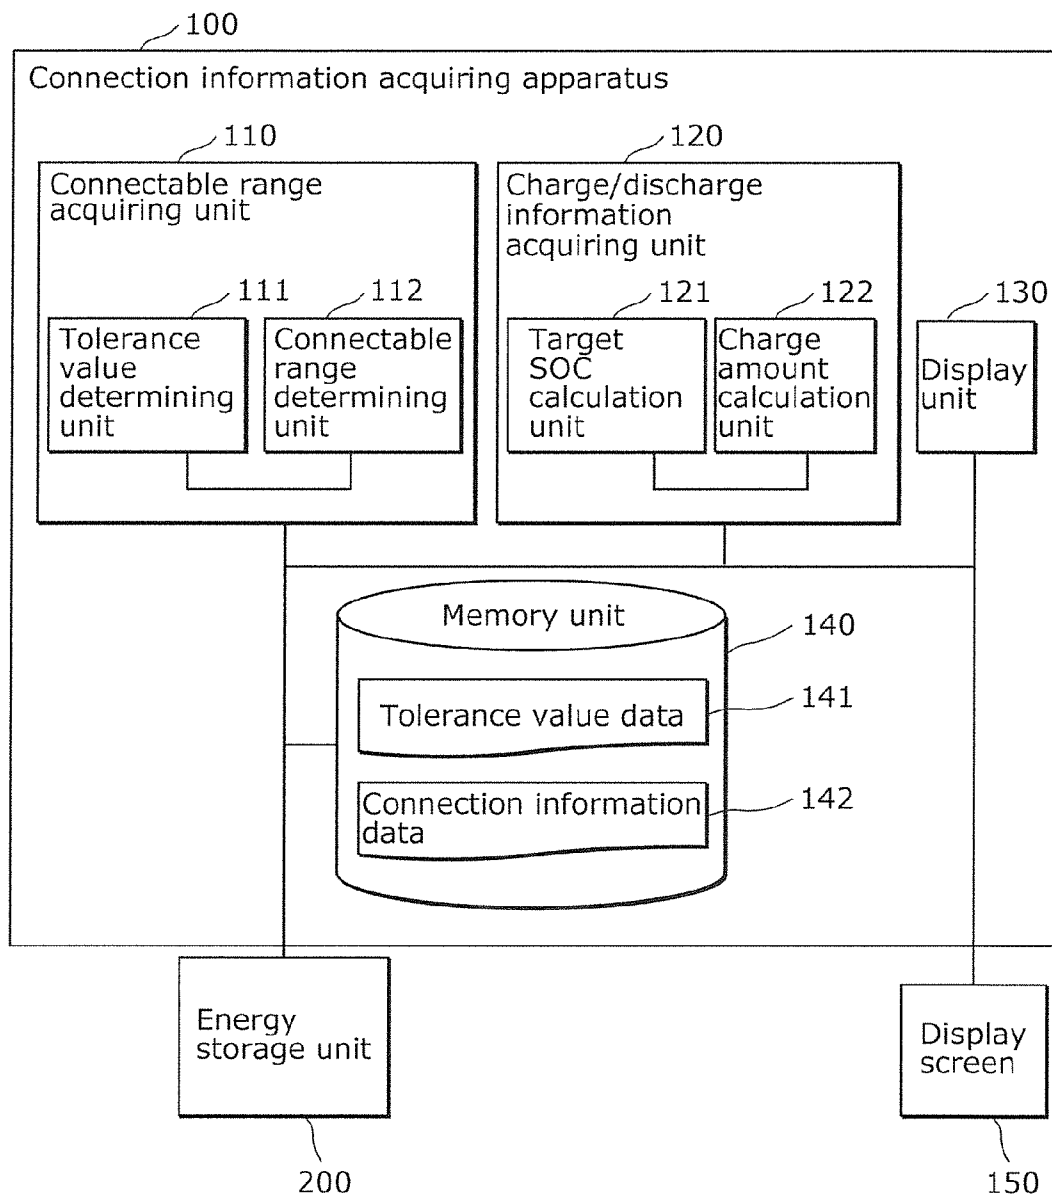 100
Connection information acquiring apparatus
110
Connectable range
acquiring unit
120
Charge/discharge
information
acquiring unit
111
Tolerance
value
determining
unit
112
Connectable
range
determining
unit
121
Target
SOC
calculation
unit
122
Charge
amount
calculation
unit
130
Display
unit
Memory unit
140
Tolerance value data
141
Connection information
data
142
Energy
storage unit
200
Display
screen
150